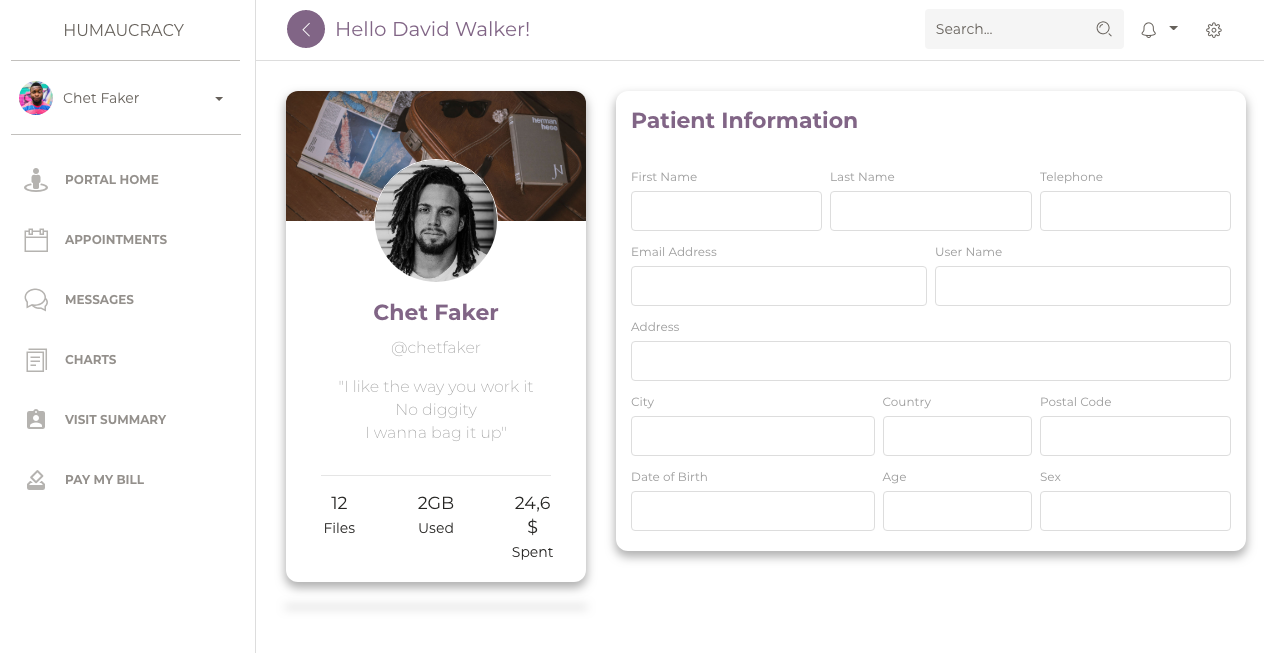 HUMAUCRACY
Hello David Walker!
Search...
Chet Faker
PORTAL HOME
APPOINTMENTS
MESSAGES
CHARTS
VISIT SUMMARY
PAY MY BILL
herman
hesse
Chet Faker
@chetfaker
"I like the way you work it
No diggity
I wanna bag it up"
12
Files
2GB
Used
24,6
$
Spent
Patient Information
First Name
Last Name
Telephone
Email Address
User Name
Address
City
Country
Postal Code
Date of Birth
Age
Sex